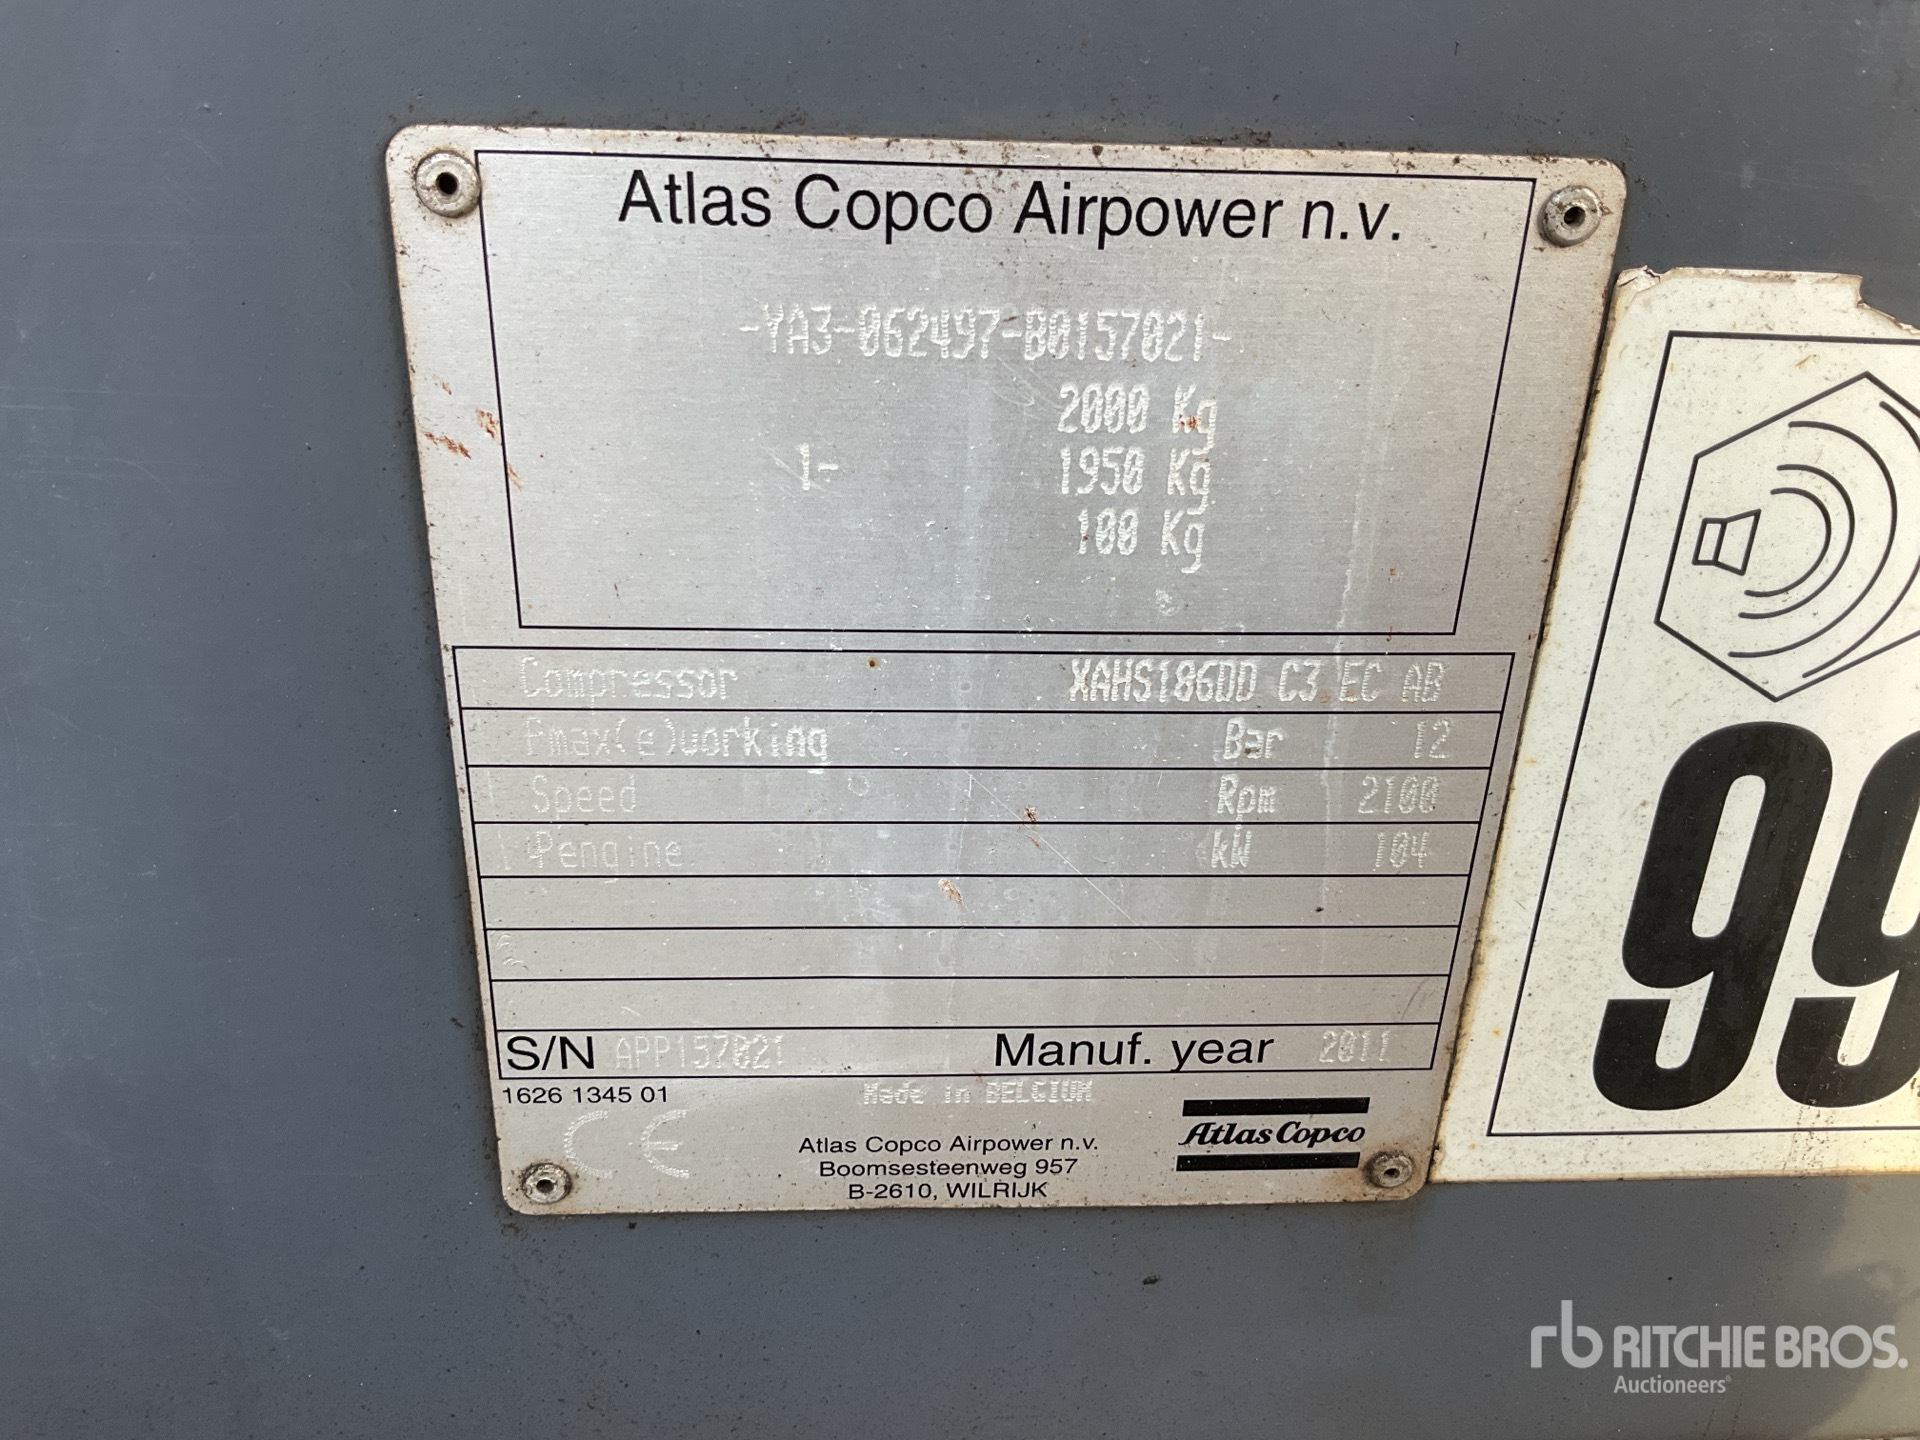 Atlas Copco Airpower n.v.
-YA3-062497-B0157021-
2000 Kg
1- 1950 Kg
100 Kg
Compressor XAHS186DD C3 EC AB
Pmax(e)working Bar 12
Speed Rpm 2100
Pengine kW 104
S/N APP157021 Manuf. year 2011
1626 1345 01
Made in BELGIUM
CE
Atlas Copco Airpower n.v.
Boomsesteenweg 957
B-2610, WILRIJK
Atlas Copco
99
rb RITCHIE BROS.
Auctioneers